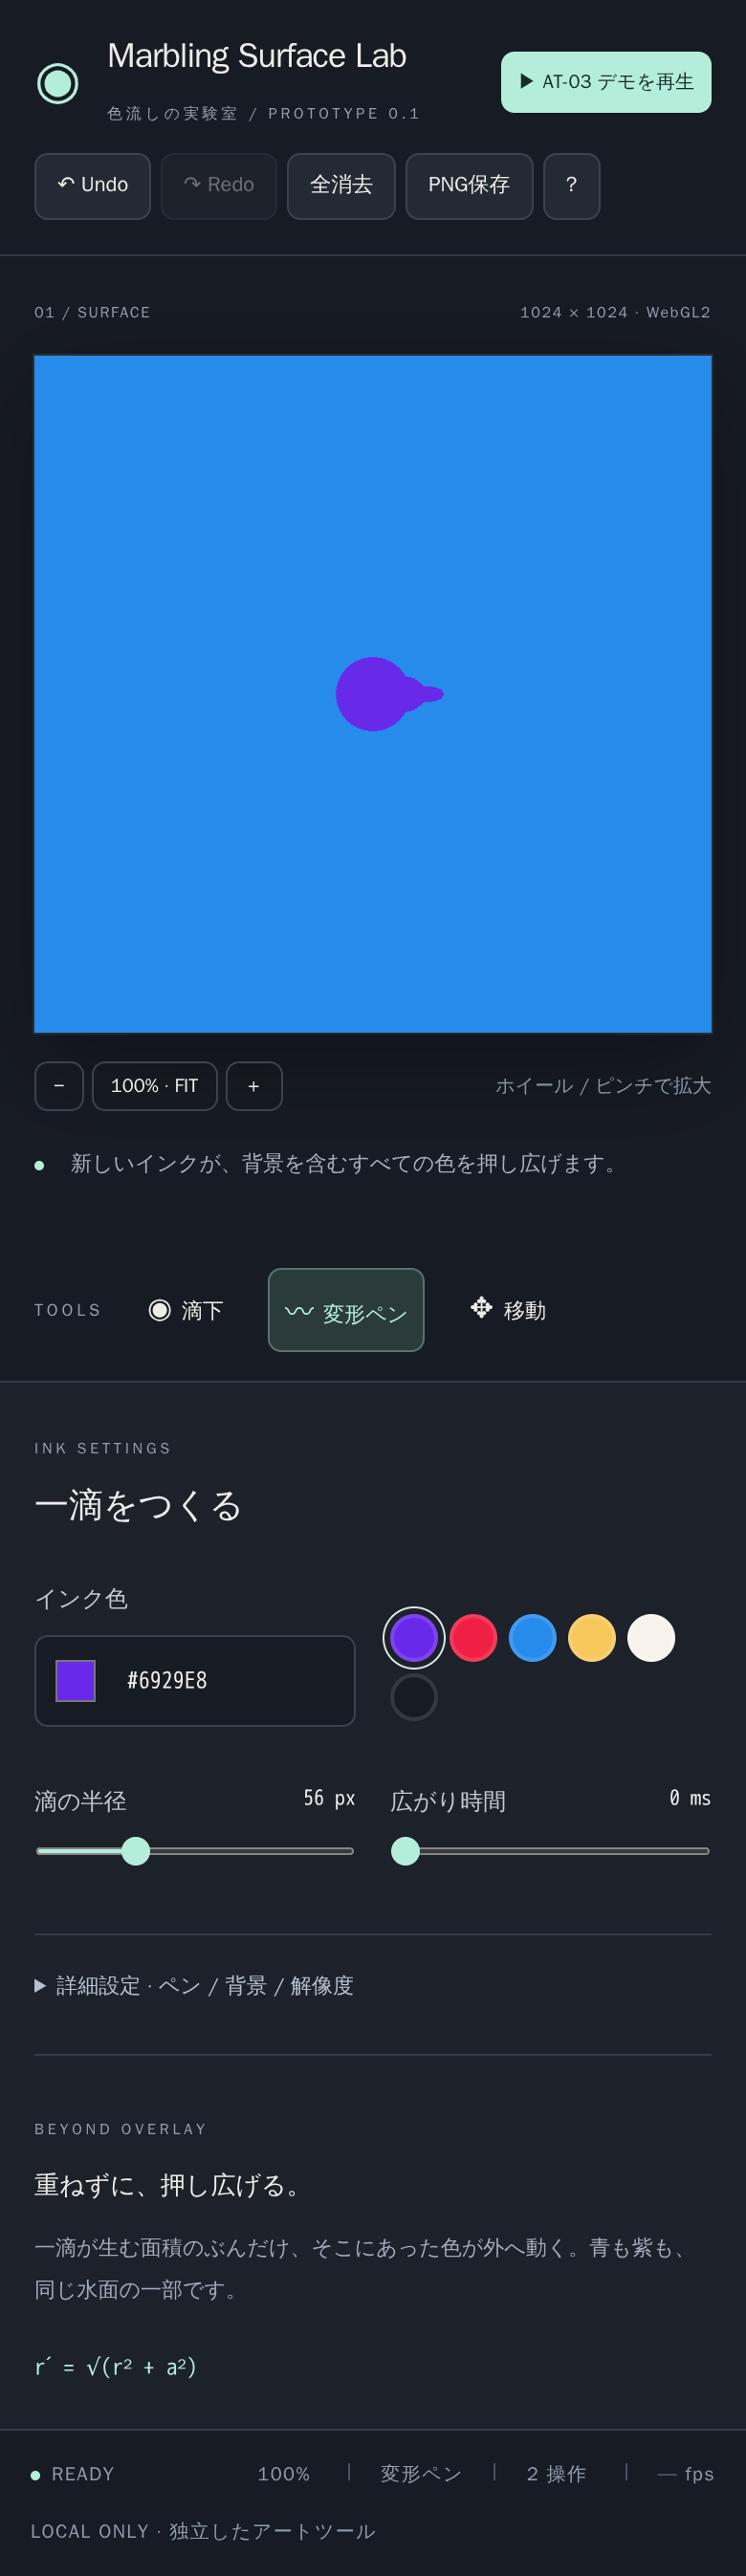 Marbling Surface Lab
色流しの実験室 / PROTOTYPE 0.1
▶ AT-03 デモを再生
↶ Undo
↷ Redo
全消去
PNG保存
?
01 / SURFACE
1024 × 1024 · WebGL2
−
100% · FIT
+
ホイール / ピンチで拡大
新しいインクが、背景を含むすべての色を押し広げます。
TOOLS
滴下
変形ペン
移動
INK SETTINGS
一滴をつくる
インク色
#6929E8
滴の半径
56 px
広がり時間
0 ms
▶ 詳細設定 · ペン / 背景 / 解像度
BEYOND OVERLAY
重ねずに、押し広げる。
一滴が生む面積のぶんだけ、そこにあった色が外へ動く。青も紫も、
同じ水面の一部です。
r′ = √(r² + a²)
READY
100%
変形ペン
2 操作
— fps
LOCAL ONLY · 独立したアートツール